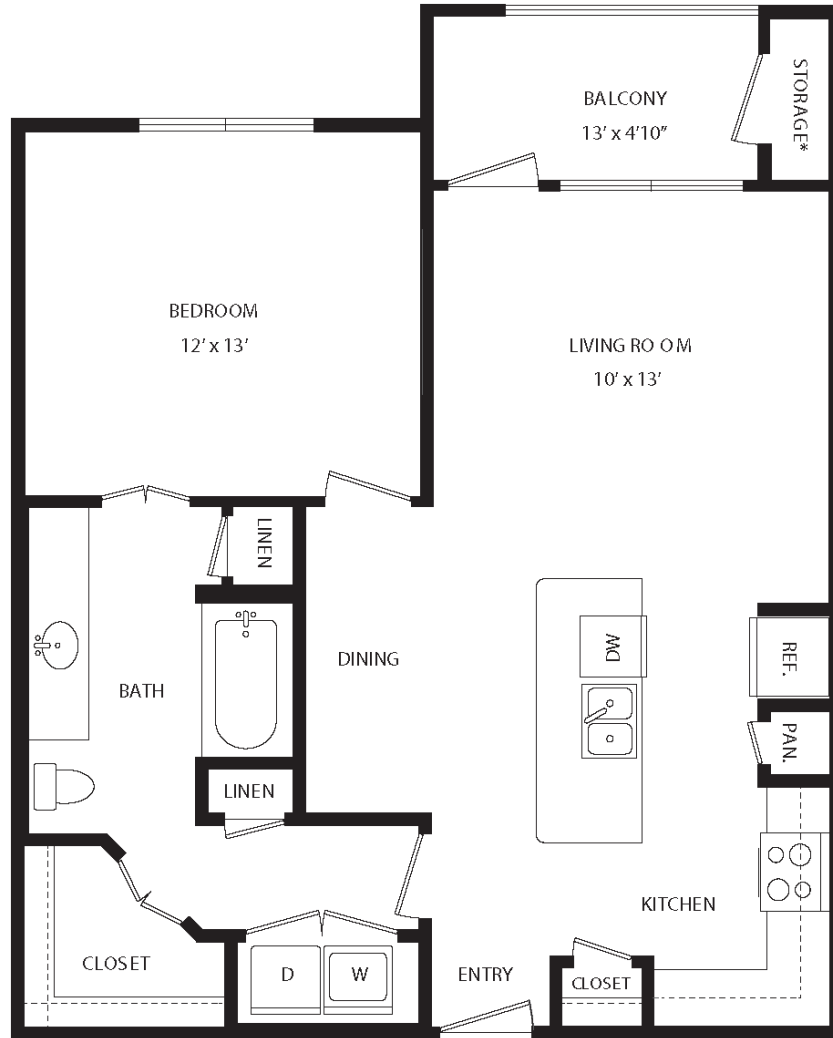 BALCONY
13’ x 4’10”
STORAGE*
BEDROOM
12’ x 13’
LIVING RO O M
10’ x 13’
LINEN
DINING
DW
REF.
BATH
PAN.
LINEN
KITCHEN
CLOSET
D
W
ENTRY
CLOSET